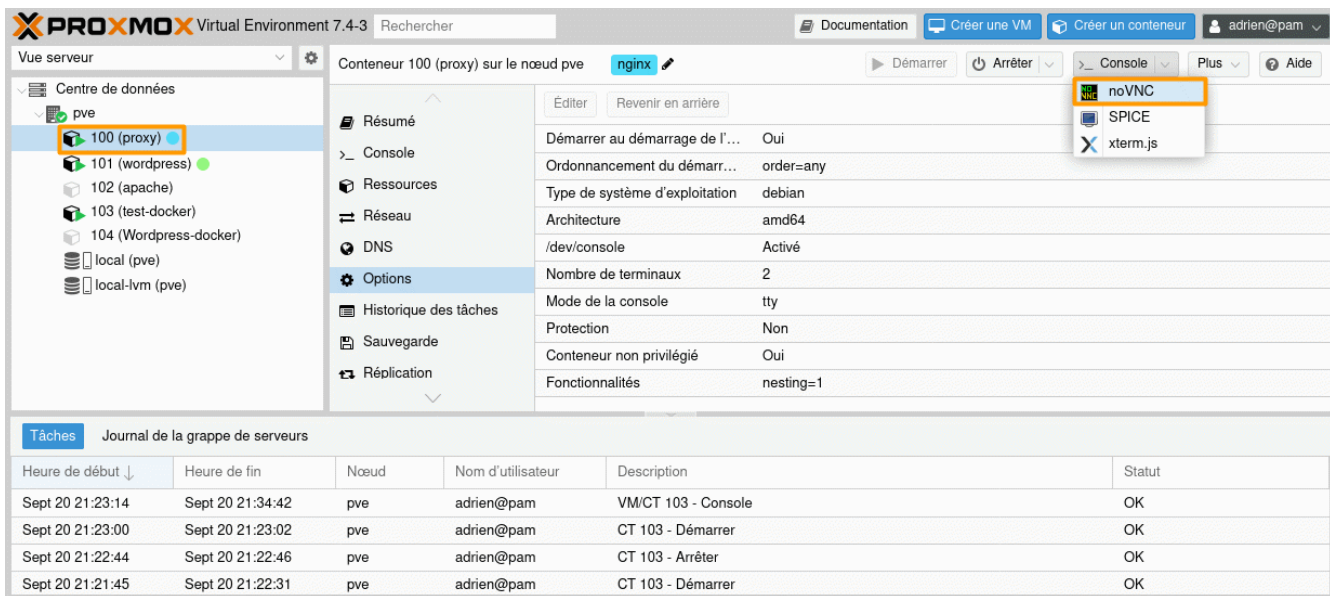 PROXMOX Virtual Environment 7.4-3 Rechercher Documentation Créer une VM Créer un conteneur adrien@pam
Vue serveur
Centre de données
pve
100 (proxy)
101 (wordpress)
102 (apache)
103 (test-docker)
104 (Wordpress-docker)
local (pve)
local-lvm (pve)
Conteneur 100 (proxy) sur le nœud pve nginx Démarrer Arrêter >_ Console Plus Aide
NO VNC noVNC
SPICE
xterm.js
Résumé
>_ Console
Ressources
Réseau
DNS
Options
Historique des tâches
Sauvegarde
Réplication
Éditer Revenir en arrière
Démarrer au démarrage de l'... Oui
Ordonnancement du démarr... order=any
Type de système d'exploitation debian
Architecture amd64
/dev/console Activé
Nombre de terminaux 2
Mode de la console tty
Protection Non
Conteneur non privilégié Oui
Fonctionnalités nesting=1
Tâches Journal de la grappe de serveurs
Heure de début ↓ Heure de fin Nœud Nom d'utilisateur Description Statut
Sept 20 21:23:14 Sept 20 21:34:42 pve adrien@pam VM/CT 103 - Console OK
Sept 20 21:23:00 Sept 20 21:23:02 pve adrien@pam CT 103 - Démarrer OK
Sept 20 21:22:44 Sept 20 21:22:46 pve adrien@pam CT 103 - Arrêter OK
Sept 20 21:21:45 Sept 20 21:22:31 pve adrien@pam CT 103 - Démarrer OK